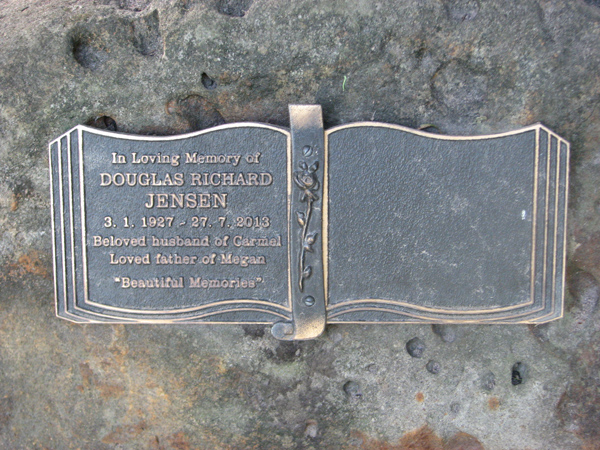 In Loving Memory of
DOUGLAS RICHARD
JENSEN
3. 1. 1927 - 27. 7. 2013
Beloved husband of Carmel
Loved father of Megan
"Beautiful Memories"